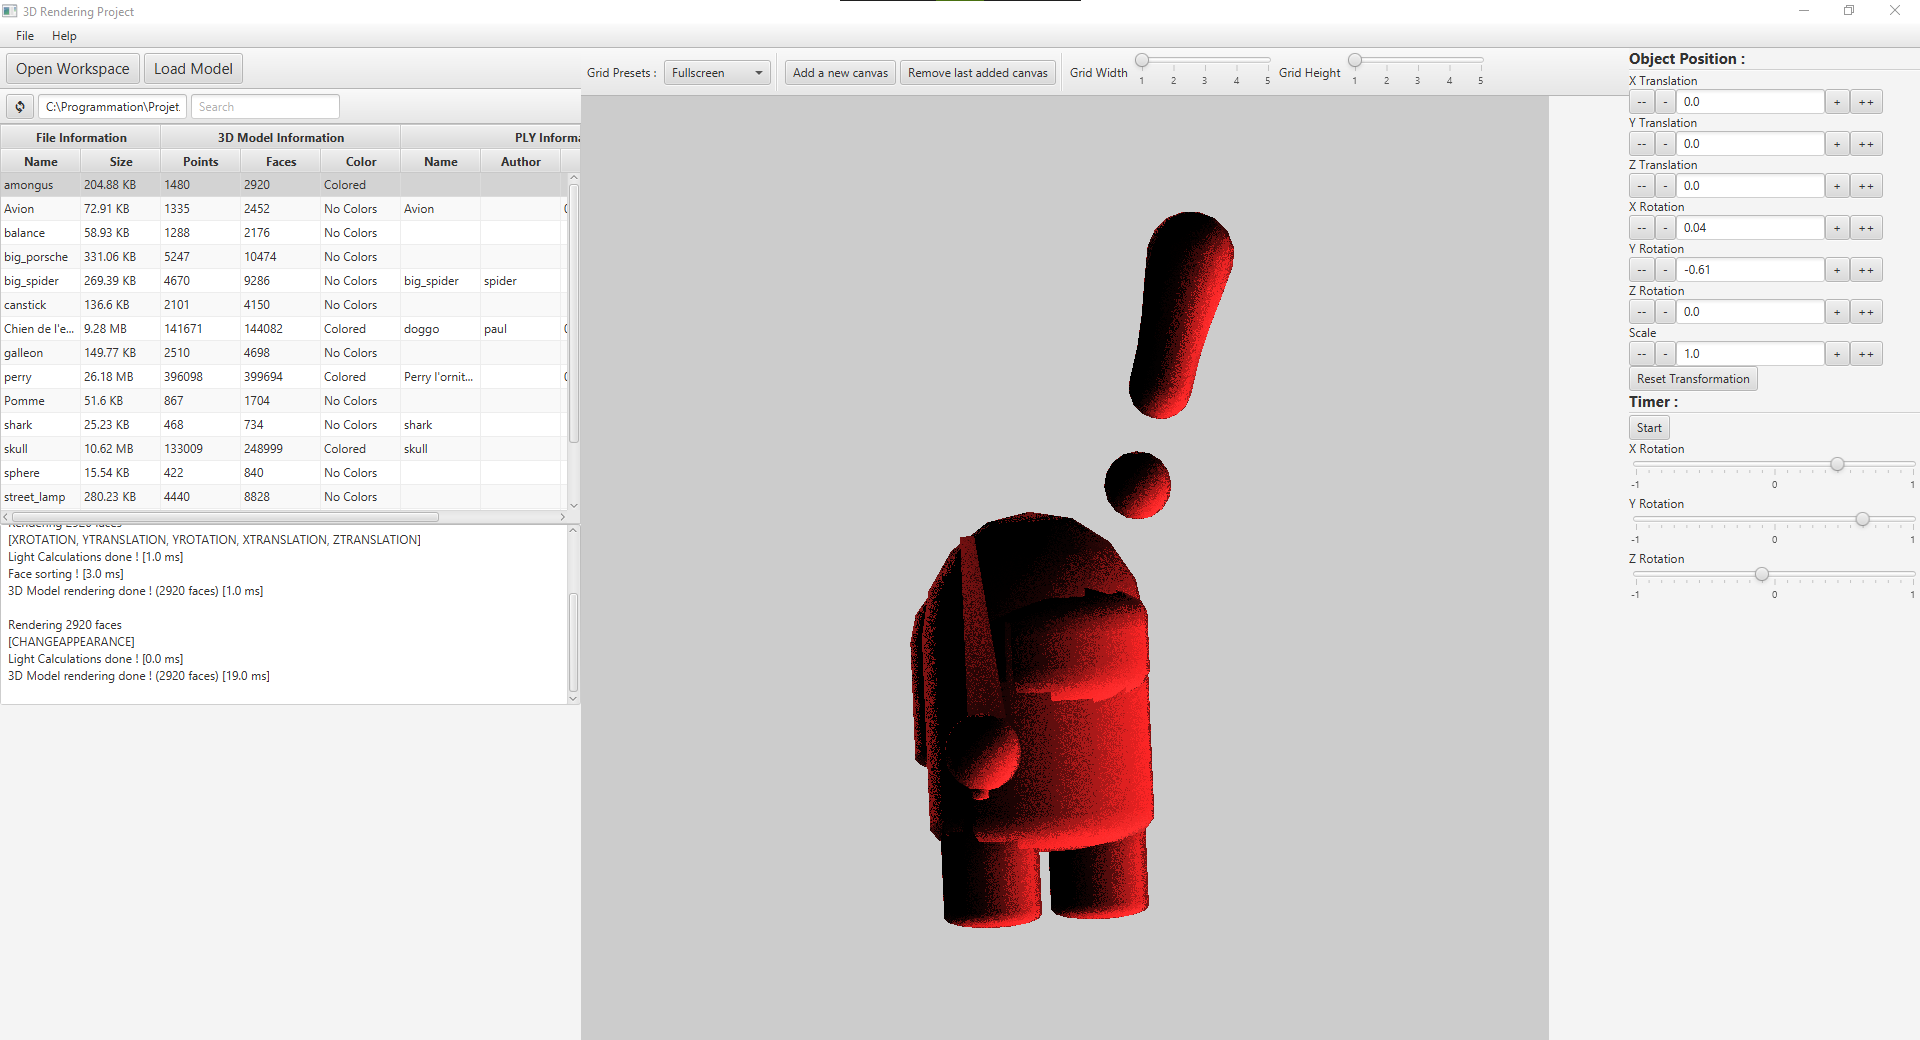 3D Rendering Project
File Help
Open Workspace Load Model
Grid Presets : Fullscreen Add a new canvas Remove last added canvas Grid Width 1 2 3 4 5 Grid Height 1 2 3 4 5
C:\Programmation\Projet. Search
File Information 3D Model Information PLY Informa
Name Size Points Faces Color Name Author
amongus 204.88 KB 1480 2920 Colored
Avion 72.91 KB 1335 2452 No Colors Avion
balance 58.93 KB 1288 2176 No Colors
big_porsche 331.06 KB 5247 10474 No Colors
big_spider 269.39 KB 4670 9286 No Colors big_spider spider
canstick 136.6 KB 2101 4150 No Colors
Chien de l'e... 9.28 MB 141671 144082 Colored doggo paul
galleon 149.77 KB 2510 4698 No Colors
perry 26.18 MB 396098 399694 Colored Perry l'ornit...
Pomme 51.6 KB 867 1704 No Colors
shark 25.23 KB 468 734 No Colors shark
skull 10.62 MB 133009 248999 Colored skull
sphere 15.54 KB 422 840 No Colors
street_lamp 280.23 KB 4440 8828 No Colors
Rendering 2920 faces
[XROTATION, YTRANSLATION, YROTATION, XTRANSLATION, ZTRANSLATION]
Light Calculations done ! [1.0 ms]
Face sorting ! [3.0 ms]
3D Model rendering done ! (2920 faces) [1.0 ms]
Rendering 2920 faces
[CHANGEAPPEARANCE]
Light Calculations done ! [0.0 ms]
3D Model rendering done ! (2920 faces) [19.0 ms]
Object Position :
X Translation
-- - 0.0 + ++
Y Translation
-- - 0.0 + ++
Z Translation
-- - 0.0 + ++
X Rotation
-- - 0.04 + ++
Y Rotation
-- - -0.61 + ++
Z Rotation
-- - 0.0 + ++
Scale
-- - 1.0 + ++
Reset Transformation
Timer :
Start
X Rotation
-1 0 1
Y Rotation
-1 0 1
Z Rotation
-1 0 1